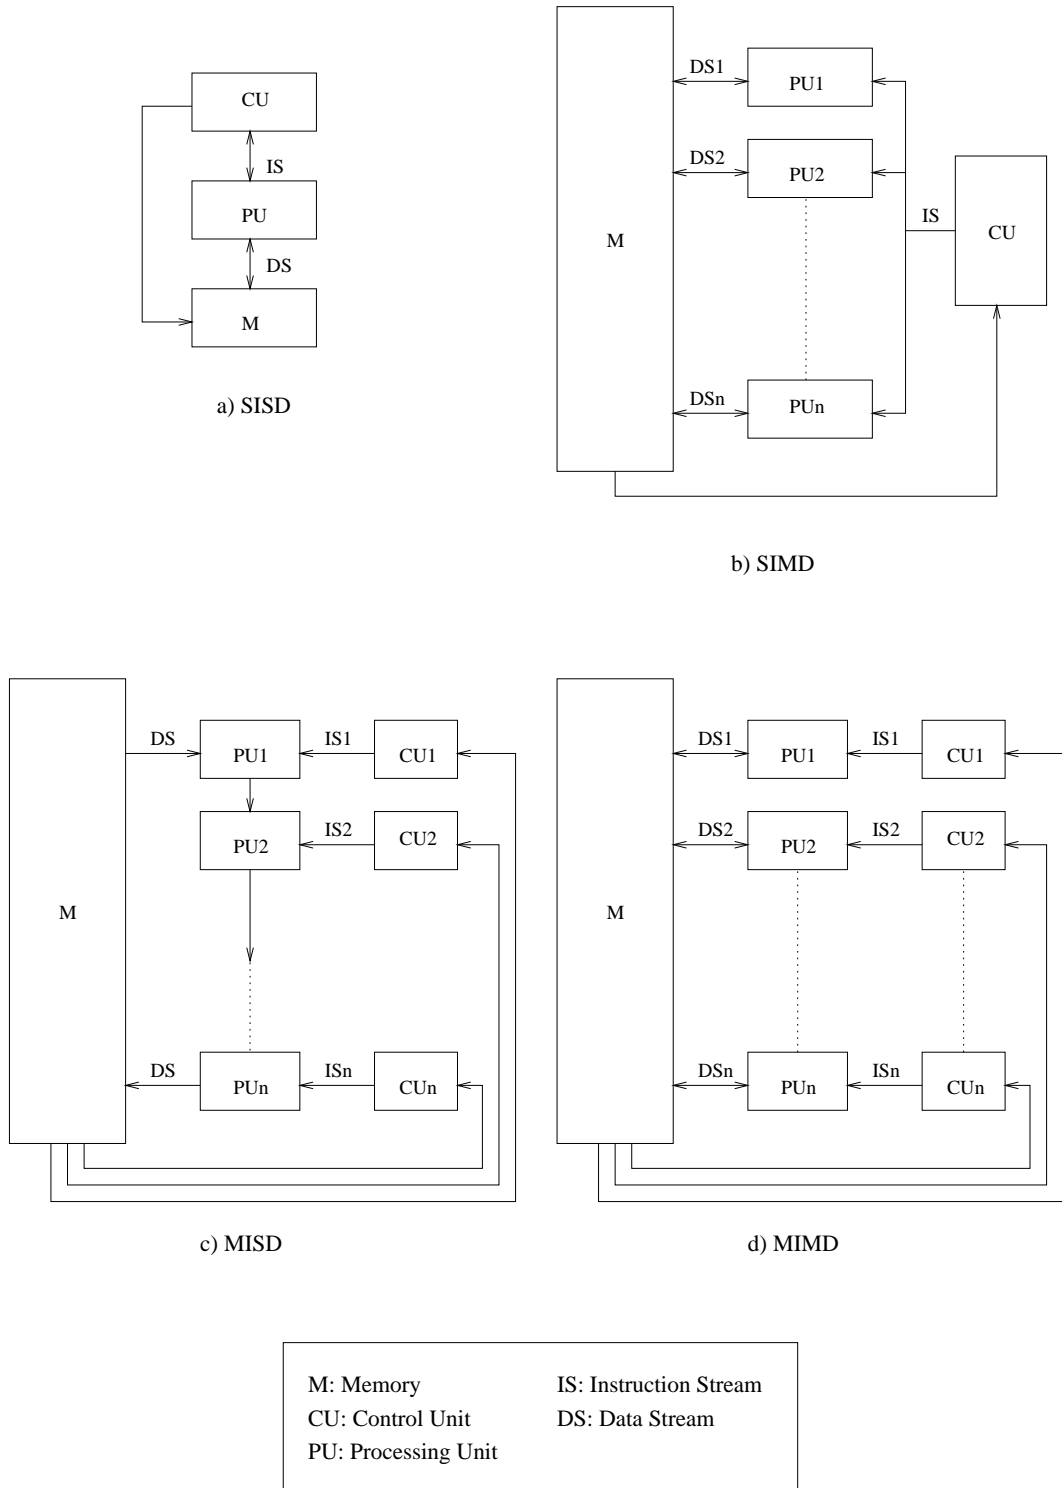 CU
IS
PU
DS
M
a) SISD
M
DS1
PU1
DS2
PU2
IS
CU
DSn
PUn
b) SIMD
M
DS
PU1
IS1
CU1
PU2
IS2
CU2
DS
PUn
ISn
CUn
c) MISD
M
DS1
PU1
IS1
CU1
DS2
PU2
IS2
CU2
DSn
PUn
ISn
CUn
d) MIMD
M: Memory
CU: Control Unit
PU: Processing Unit
IS: Instruction Stream
DS: Data Stream